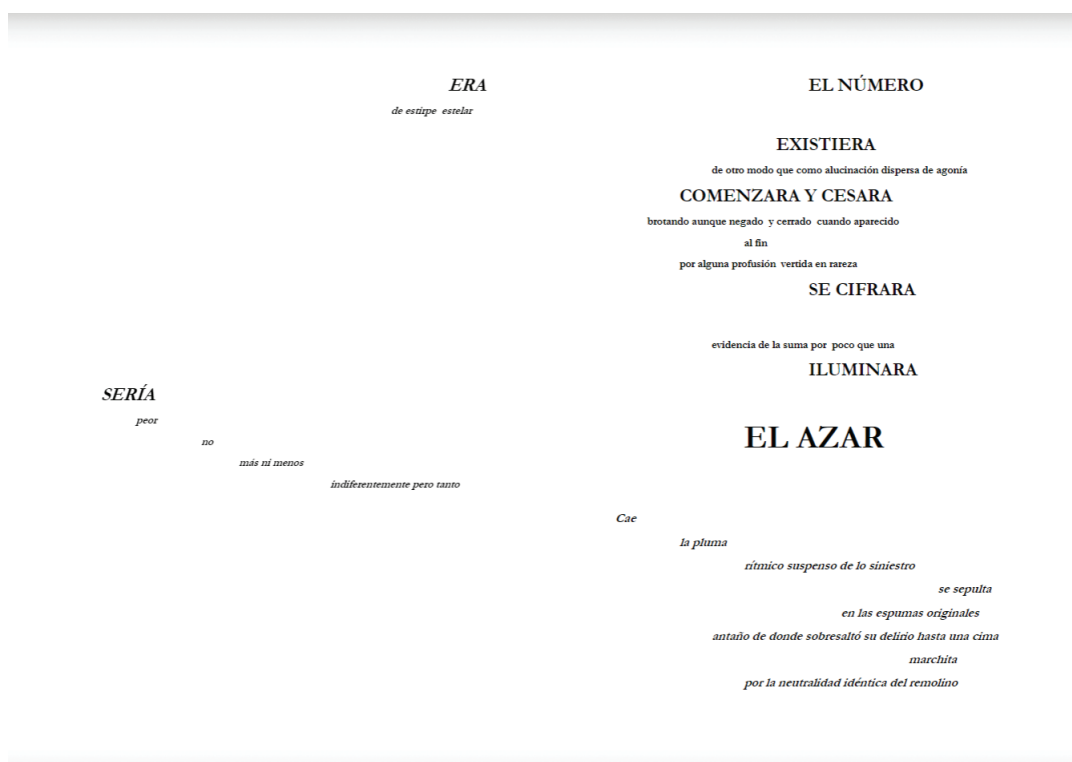 ERA
de estirpe estelar
SERÍA
peor
no
más ni menos
indiferentemente pero tanto
EL NÚMERO
EXISTIERA
de otro modo que como alucinación dispersa de agonía
COMENZARA Y CESARA
brotando aunque negado y cerrado cuando aparecido
al fin
por alguna profusión vertida en rareza
SE CIFRARA
evidencia de la suma por poco que una
ILUMINARA
EL AZAR
Cae
la pluma
rítmico suspenso de lo siniestro
se sepulta
en las espumas originales
antaño de donde sobresaltó su delirio hasta una cima
marchita
por la neutralidad idéntica del remolino